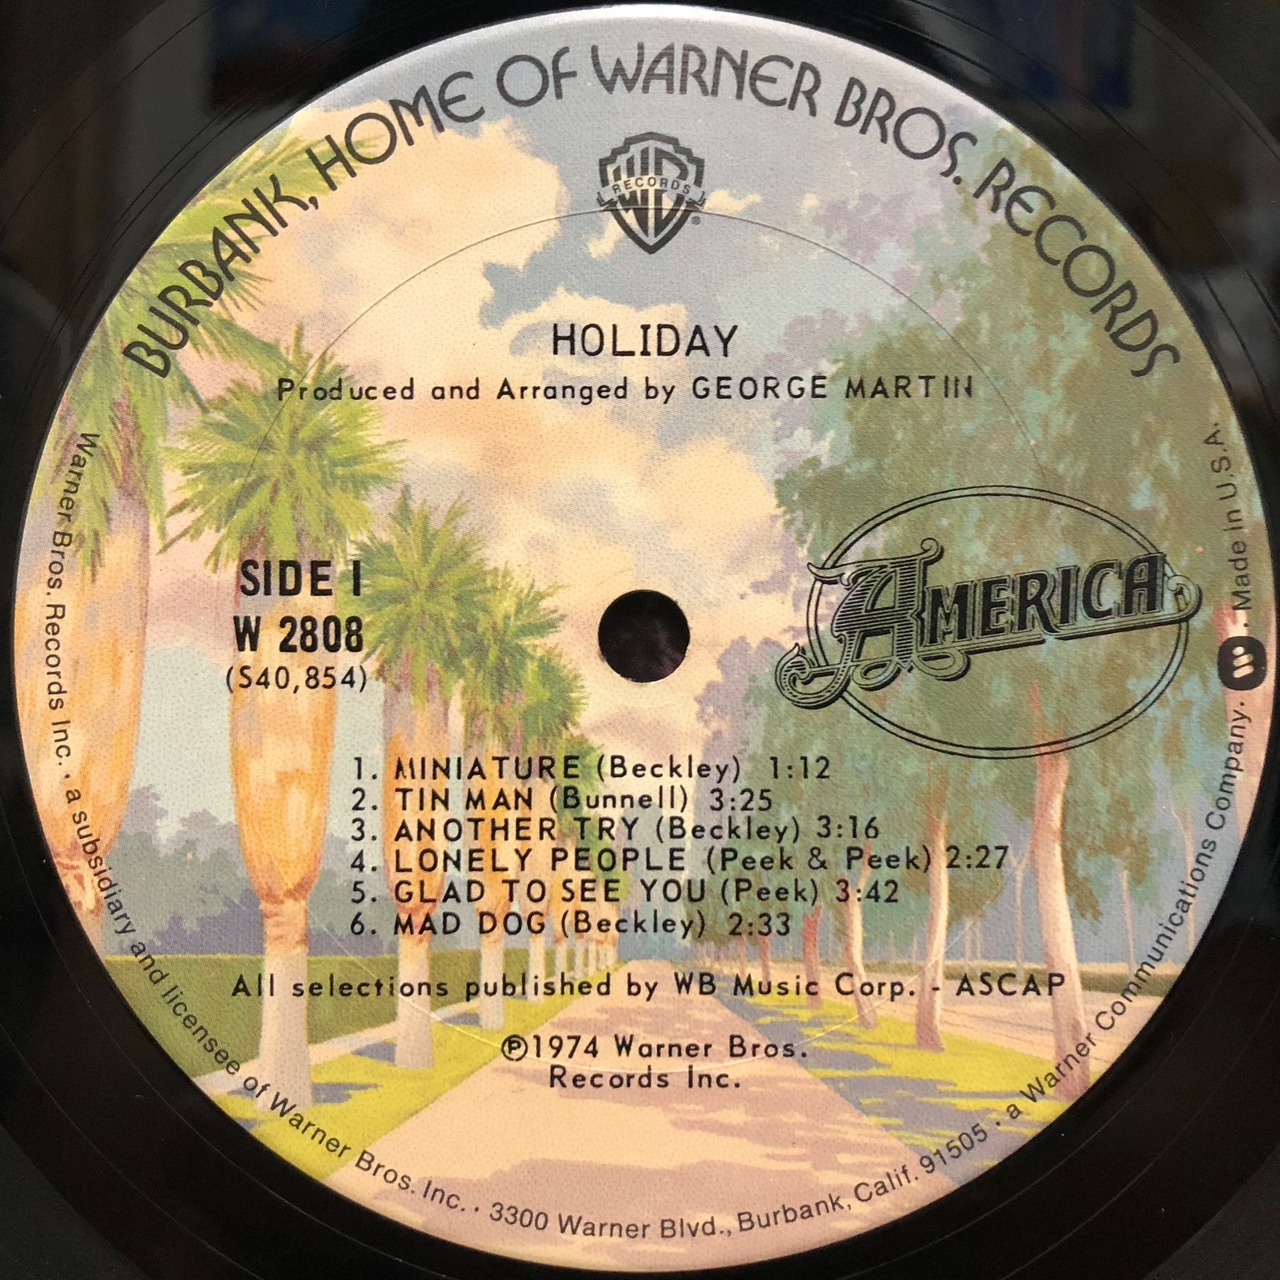 BURBANK, HOME OF WARNER BROS. RECORDS
WB
RECORDS
®
HOLIDAY
Produced and Arranged by GEORGE MARTIN
SIDE 1
W 2808
(S40,854)
AMERICA
1. MINIATURE (Beckley) 1:12
2. TIN MAN (Bunnell) 3:25
3. ANOTHER TRY (Beckley) 3:16
4. LONELY PEOPLE (Peek & Peek) 2:27
5. GLAD TO SEE YOU (Peek) 3:42
6. MAD DOG (Beckley) 2:33
All selections published by WB Music Corp. - ASCAP
℗1974 Warner Bros.
Records Inc.
Warner Bros. Records Inc. · a subsidiary and licensee of Warner Bros. Inc. · 3300 Warner Blvd., Burbank, Calif. 91505 · a Warner Communications Company. · Made in U.S.A.